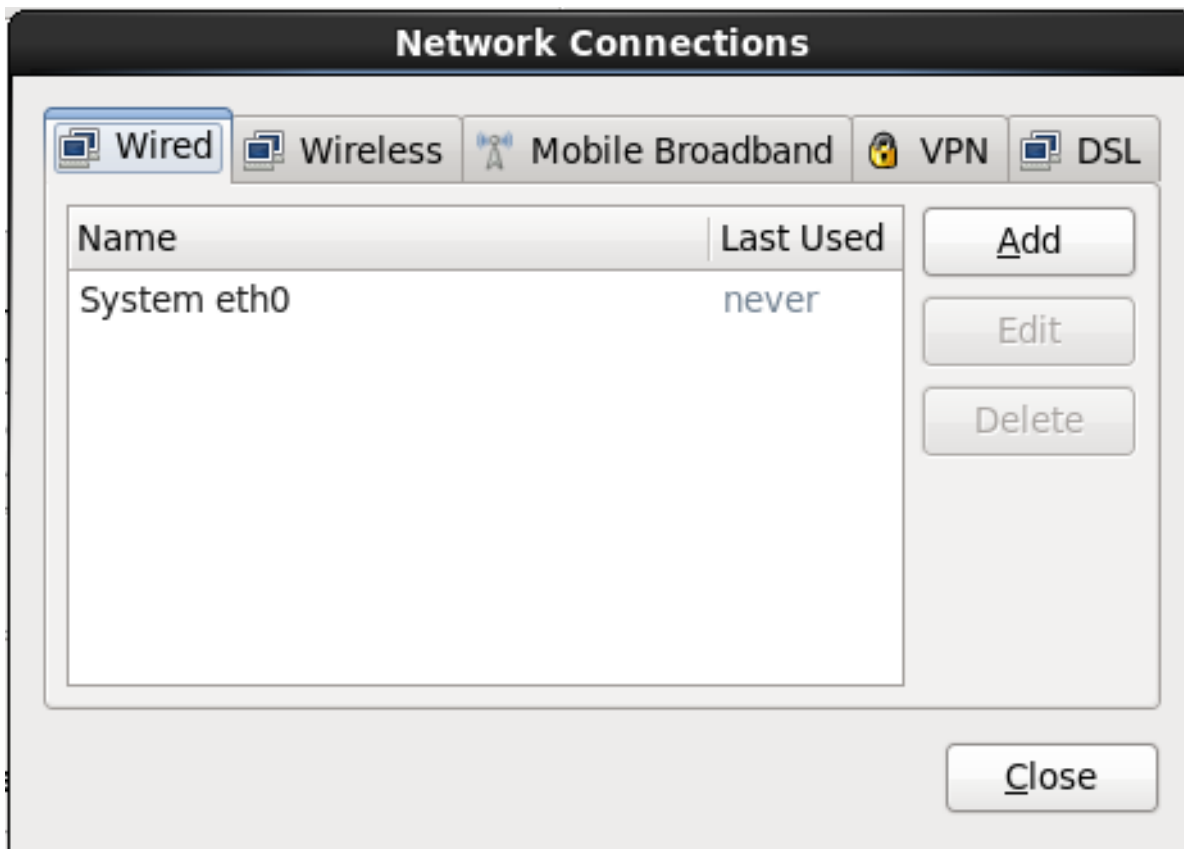 Network Connections
Wired Wireless Mobile Broadband VPN DSL
Name Last Used Add
System eth0 never
Edit
Delete
Close